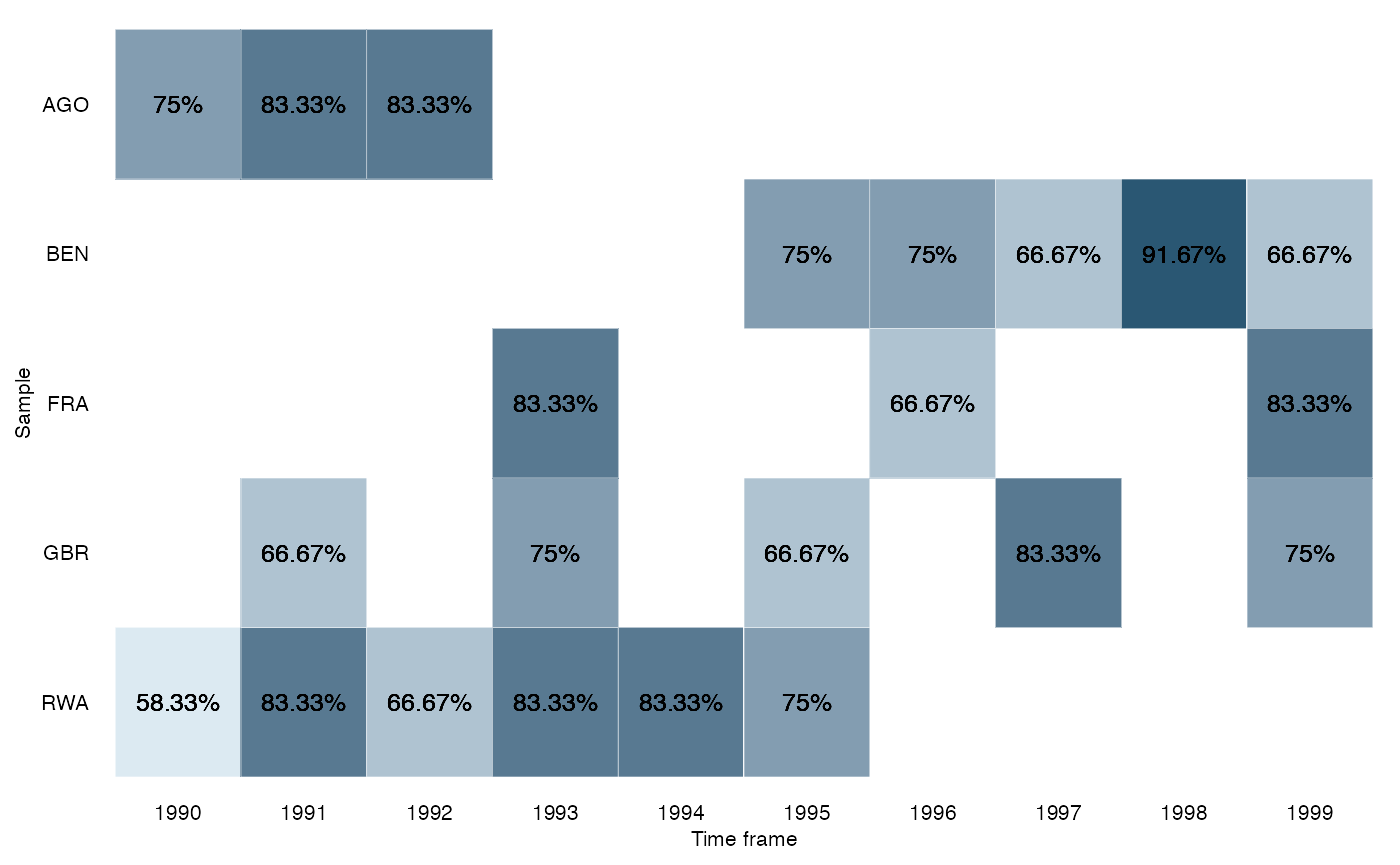 AGO 75% 83.33% 83.33%
BEN 75% 75% 66.67% 91.67% 66.67%
Sample
FRA 83.33% 66.67% 83.33%
GBR 66.67% 75% 66.67% 83.33% 75%
RWA 58.33% 83.33% 66.67% 83.33% 83.33% 75%
1990 1991 1992 1993 1994 1995 1996 1997 1998 1999
Time frame